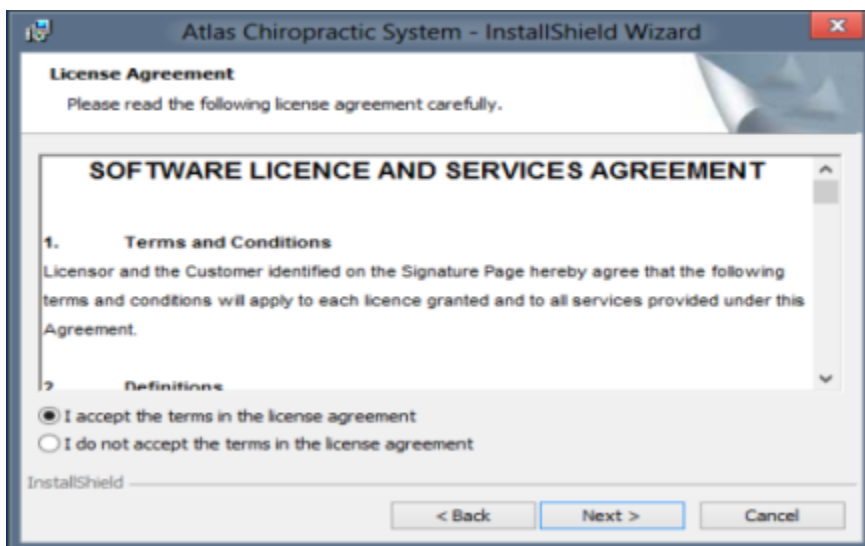 Atlas Chiropractic System - InstallShield Wizard
License Agreement
Please read the following license agreement carefully.
SOFTWARE LICENCE AND SERVICES AGREEMENT
1. Terms and Conditions
Licensor and the Customer identified on the Signature Page hereby agree that the following
terms and conditions will apply to each licence granted and to all services provided under this
Agreement.
2 Definitions
I accept the terms in the license agreement
I do not accept the terms in the license agreement
InstallShield
< Back Next > Cancel